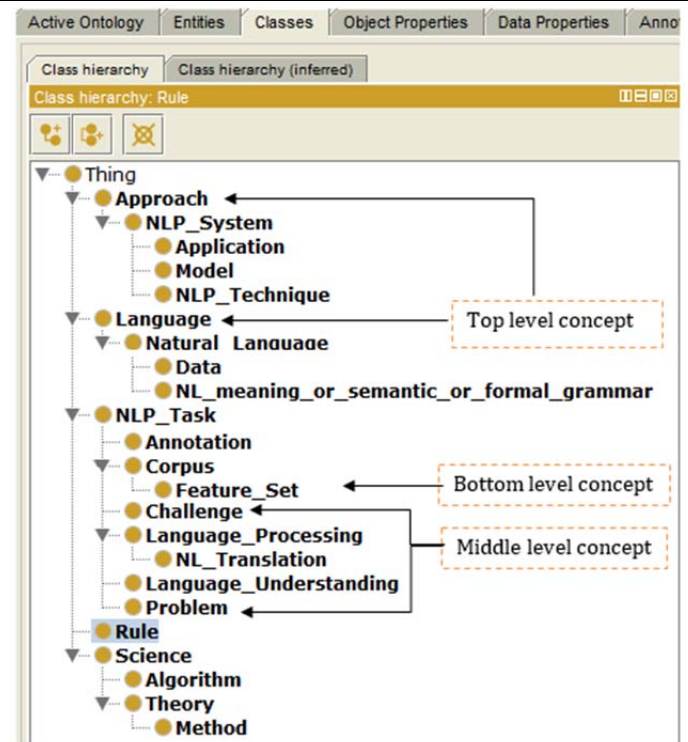 Active Ontology Entities Classes Object Properties Data Properties Anno
Class hierarchy Class hierarchy (inferred)
Class hierarchy: Rule
Thing
Approach
NLP_System
Application
Model
NLP_Technique
Top level concept
Language
Natural_Language
Data
NL_meaning_or_semantic_or_formal_grammar
NLP_Task
Annotation
Corpus
Feature_Set
Bottom level concept
Challenge
Language_Processing
Middle level concept
NL_Translation
Language_Understanding
Problem
Rule
Science
Algorithm
Theory
Method